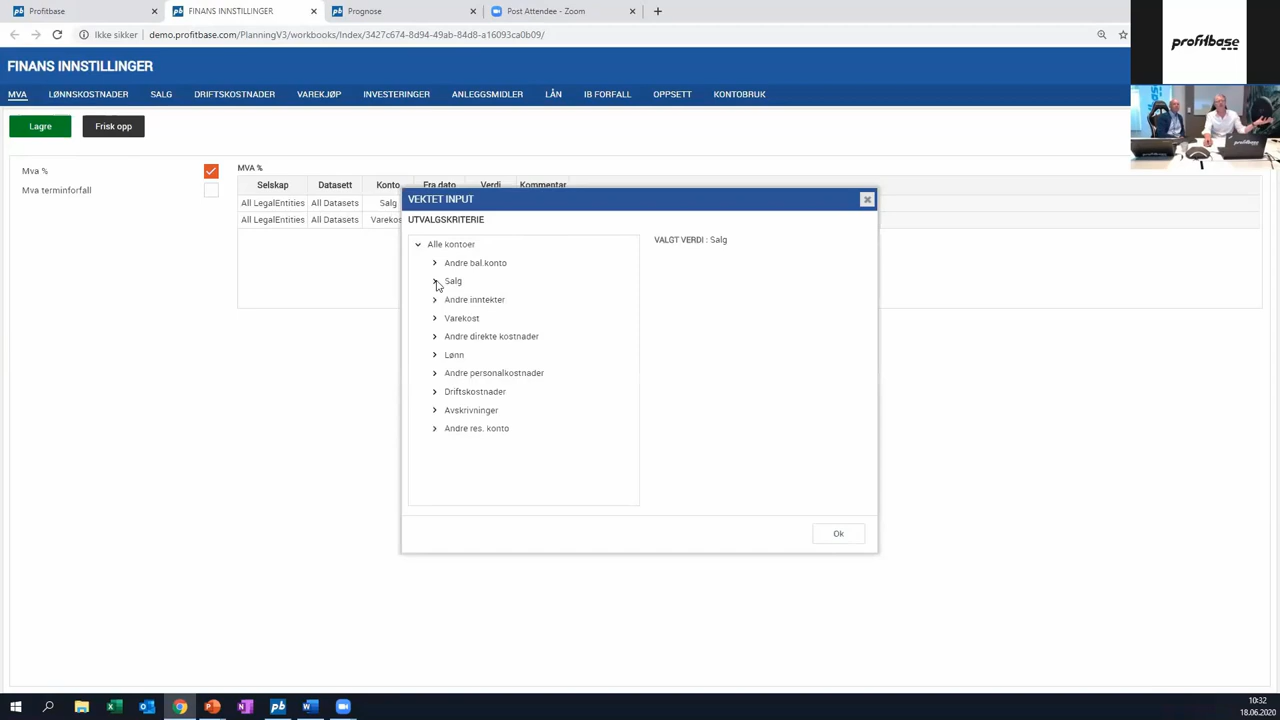 Profitbase
FINANS INNSTILLINGER
Prognose
Post Attendee - Zoom
Ikke sikker
demo.profitbase.com/PlanningV3/workbooks/Index/3427c674-8d94-49ab-84d8-a16093ca0b09/
profitbase
FINANS INNSTILLINGER
MVA LØNNSKOSTNADER SALG DRIFTSKOSTNADER VAREKJØP INVESTERINGER ANLEGGSMIDLER LÅN IB FORFALL OPPSETT KONTOBRUK
Lagre Frisk opp
Mva %
Mva terminforfall
MVA %
Selskap Datasett Konto Fra dato Verdi Kommentar
All LegalEntities All Datasets Salg
All LegalEntities All Datasets Varekos
VEKTET INPUT
UTVALGSKRITERIE
Alle kontoer
Andre bal.konto
Salg
Andre inntekter
Varekost
Andre direkte kostnader
Lønn
Andre personalkostnader
Driftskostnader
Avskrivninger
Andre res. konto
VALGT VERDI : Salg
Ok
10:32
18.06.2020